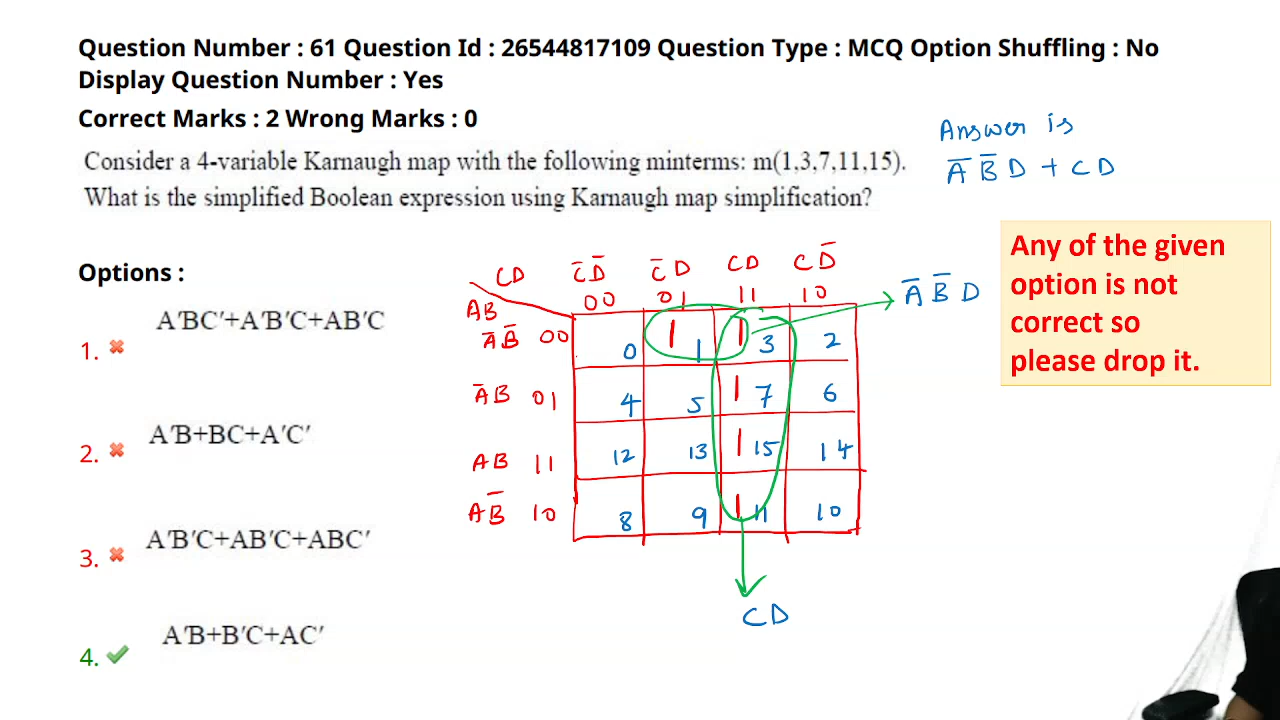 Question Number : 61 Question Id : 26544817109 Question Type : MCQ Option Shuffling : No
Display Question Number : Yes
Correct Marks : 2 Wrong Marks : 0
Consider a 4-variable Karnaugh map with the following minterms: m(1,3,7,11,15).
What is the simplified Boolean expression using Karnaugh map simplification?
Answer is
A̅ B̅ D + C D
Any of the given
option is not
correct so
please drop it.
Options :
1. ✖ A′BC′+A′B′C+AB′C
2. ✖ A′B+BC+A′C′
3. ✖ A′B′C+AB′C+ABC′
4. ✔ A′B+B′C+AC′
CD C̅D̅ C̅D CD CD̅
AB 00 01 11 10
A̅B̅ 00 0 1 1 1 3 2
A̅B 01 4 5 1 7 6
AB 11 12 13 1 15 14
AB̅ 10 8 9 1 11 10
A̅ B̅ D
CD